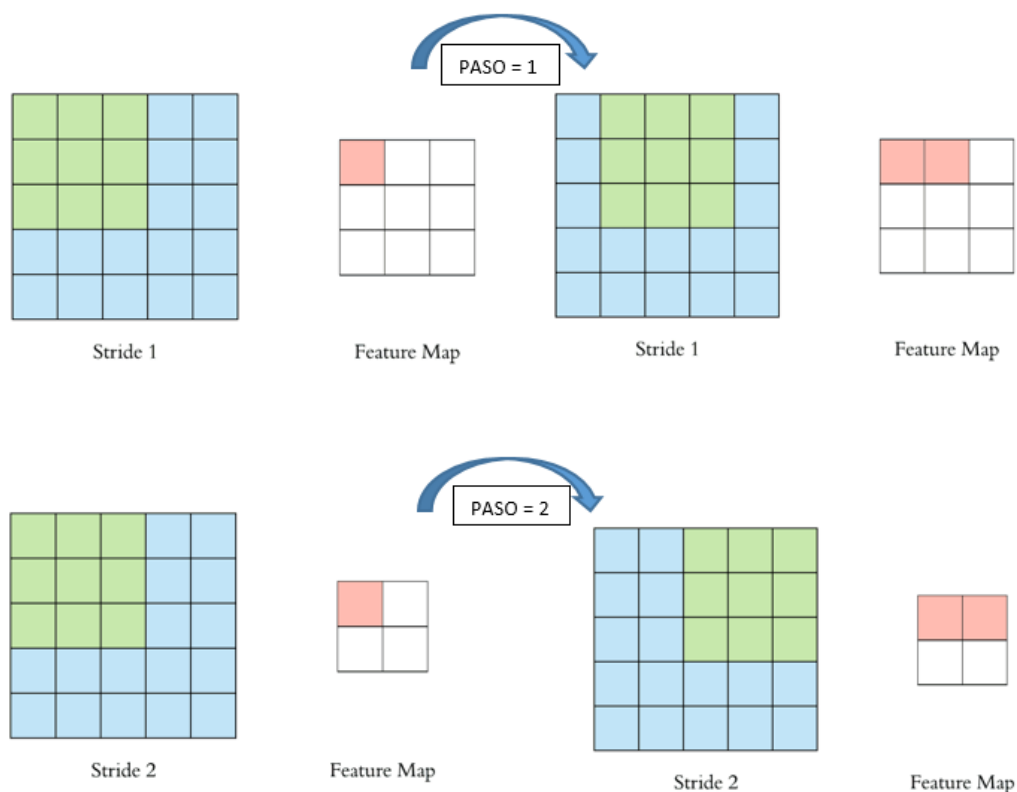 PASO = 1
Stride 1
Feature Map
Stride 1
Feature Map
PASO = 2
Stride 2
Feature Map
Stride 2
Feature Map